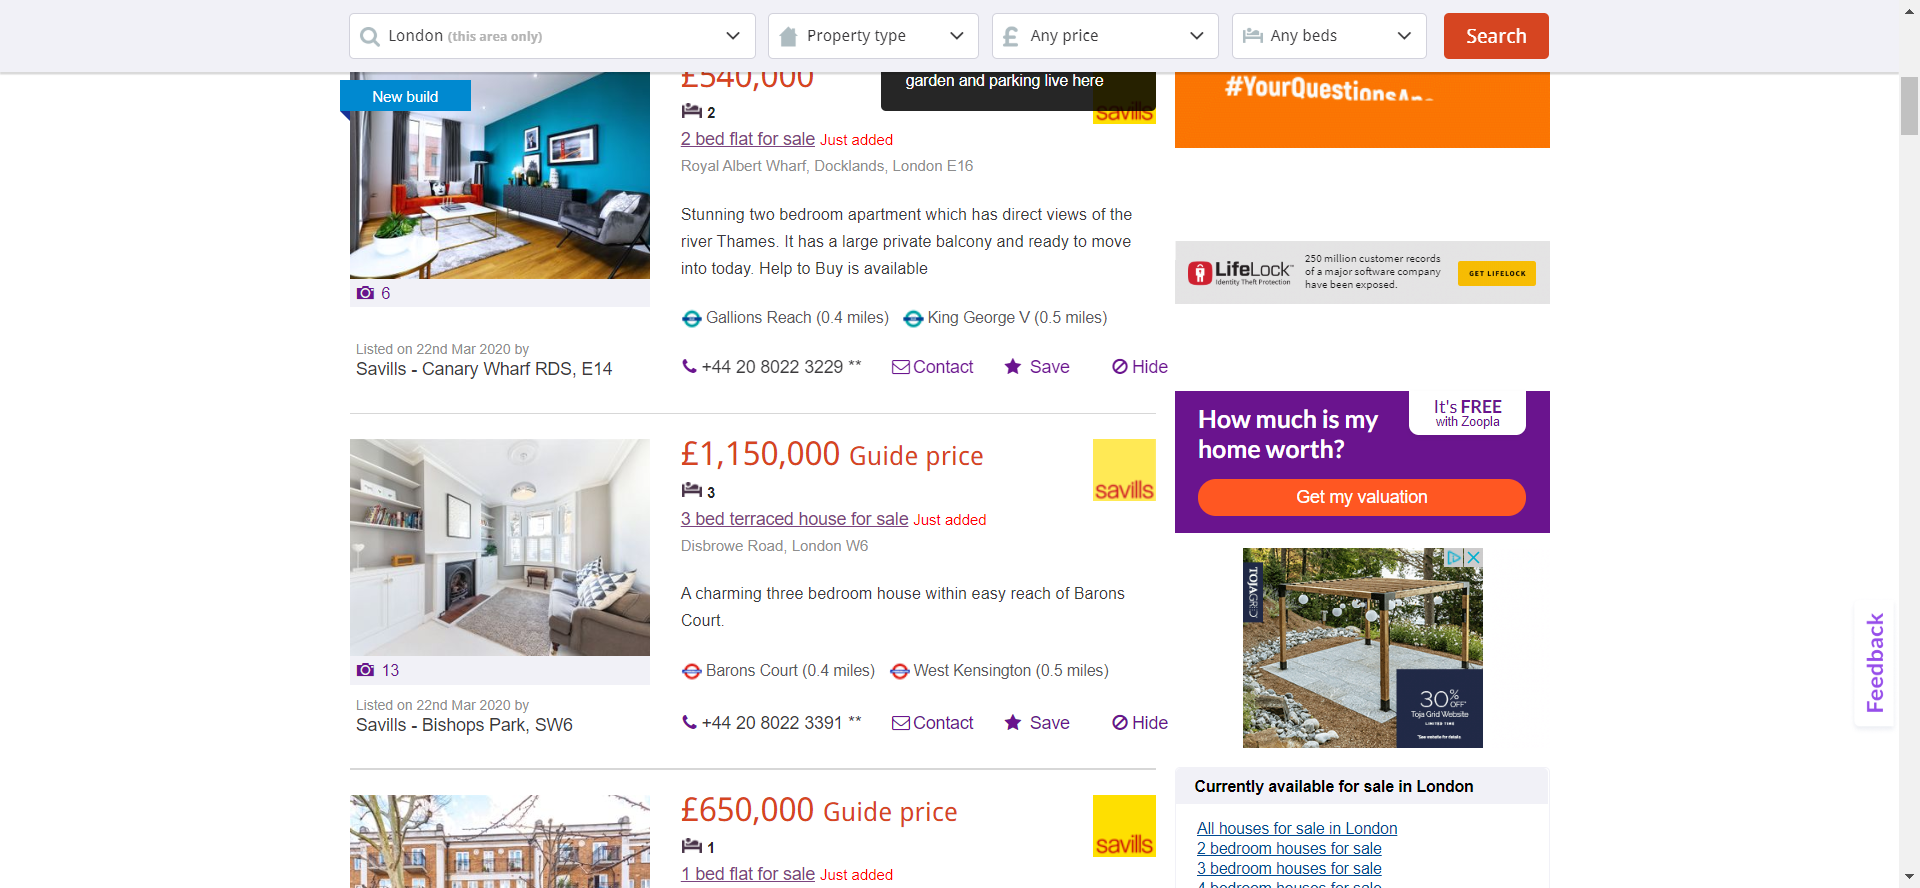 London (this area only)
Property type
Any price
Any beds
Search
New build
6
Listed on 22nd Mar 2020 by
Savills - Canary Wharf RDS, E14
£540,000
garden and parking live here
savills
2
2 bed flat for sale Just added
Royal Albert Wharf, Docklands, London E16
Stunning two bedroom apartment which has direct views of the
river Thames. It has a large private balcony and ready to move
into today. Help to Buy is available
Gallions Reach (0.4 miles) King George V (0.5 miles)
+44 20 8022 3229 ** Contact Save Hide
13
Listed on 22nd Mar 2020 by
Savills - Bishops Park, SW6
£1,150,000 Guide price
savills
3
3 bed terraced house for sale Just added
Disbrowe Road, London W6
A charming three bedroom house within easy reach of Barons
Court.
Barons Court (0.4 miles) West Kensington (0.5 miles)
+44 20 8022 3391 ** Contact Save Hide
£650,000 Guide price
savills
1
1 bed flat for sale Just added
LifeLock
Identity Theft Protection
250 million customer records
of a major software company
have been exposed.
GET LIFELOCK
How much is my
home worth?
It's FREE
with Zoopla
Get my valuation
TOJAGRID
30% OFF*
Toja Grid Website
LIMITED TIME
*See website for details
Feedback
Currently available for sale in London
All houses for sale in London
2 bedroom houses for sale
3 bedroom houses for sale
4 bedroom houses for sale